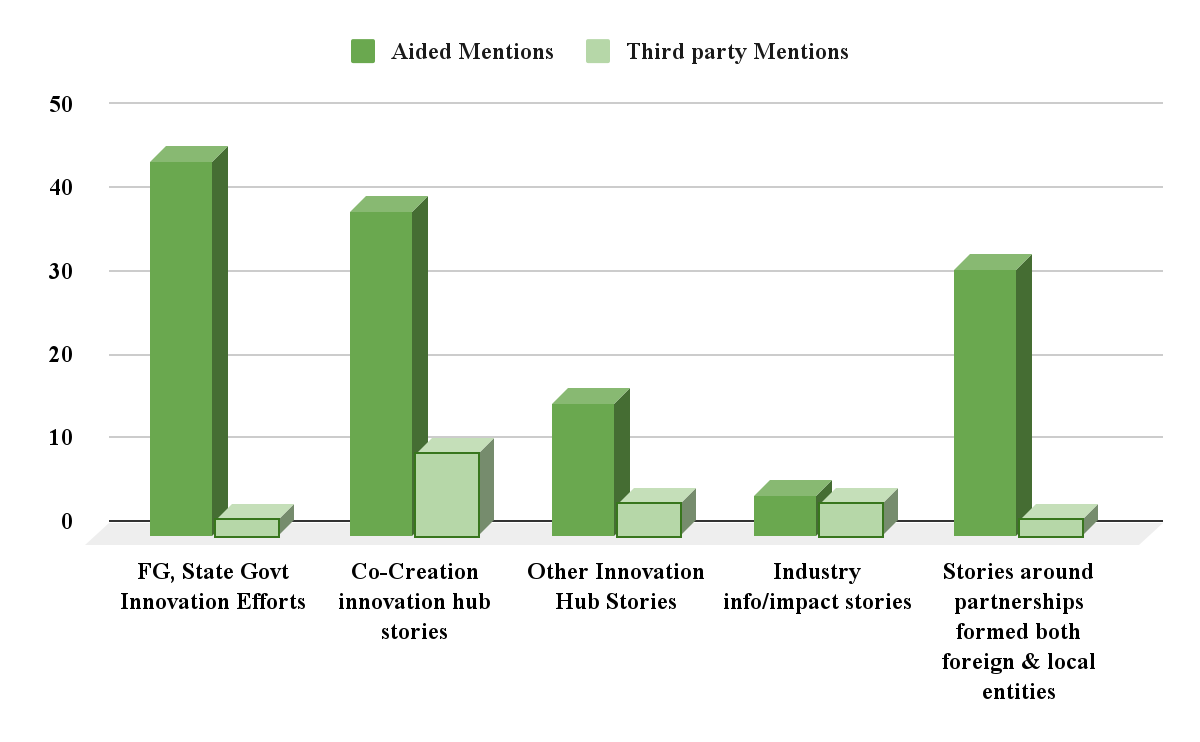 Aided Mentions
Third party Mentions
50
40
30
20
10
0
FG, State Govt
Innovation Efforts
Co-Creation
innovation hub
stories
Other Innovation
Hub Stories
Industry
info/impact stories
Stories around
partnerships
formed both
foreign & local
entities